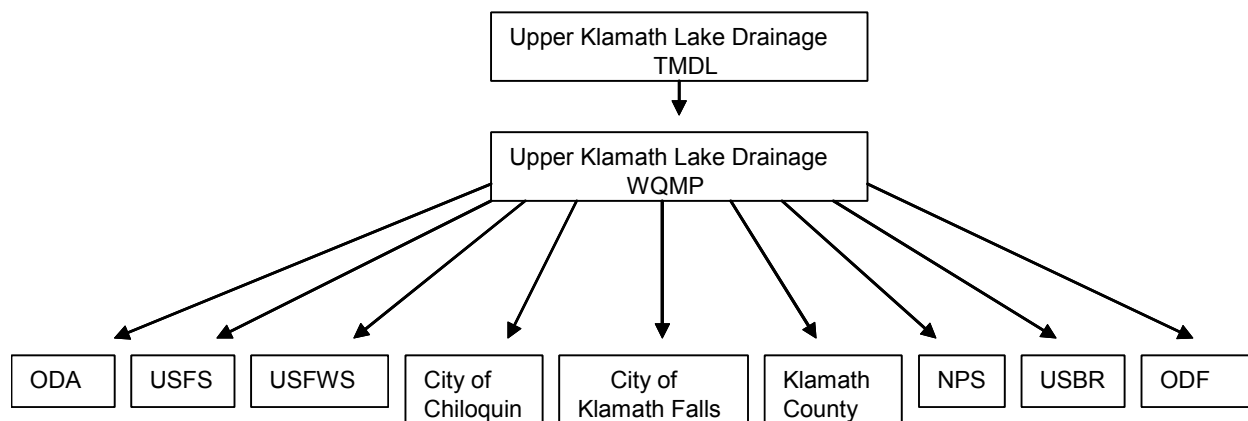 Upper Klamath Lake Drainage
TMDL
Upper Klamath Lake Drainage
WQMP
ODA
USFS
USFWS
City of
Chiloquin
City of
Klamath Falls
Klamath
County
NPS
USBR
ODF